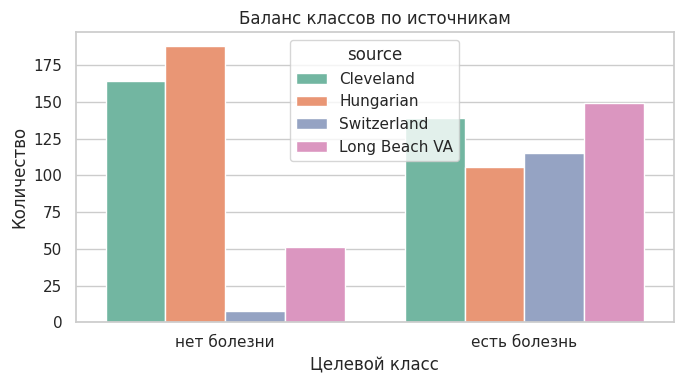 Баланс классов по источникам
source
Cleveland
Hungarian
Switzerland
Long Beach VA
Количество
175
150
125
100
75
50
25
0
нет болезни
есть болезнь
Целевой класс